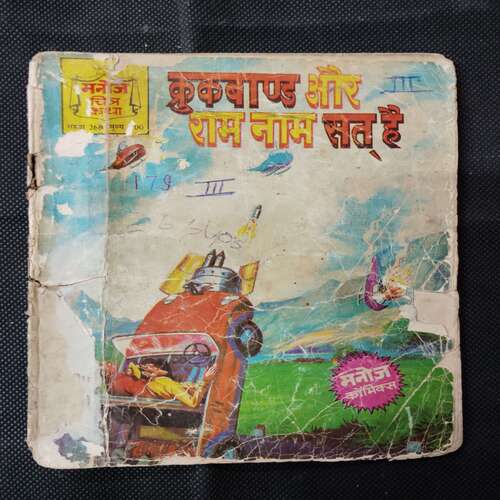 मनोज
चित्र
कथा
क्रुकबाण्ड और
राम नाम सत् है
III
179 III
मनोज
कॉमिक्स